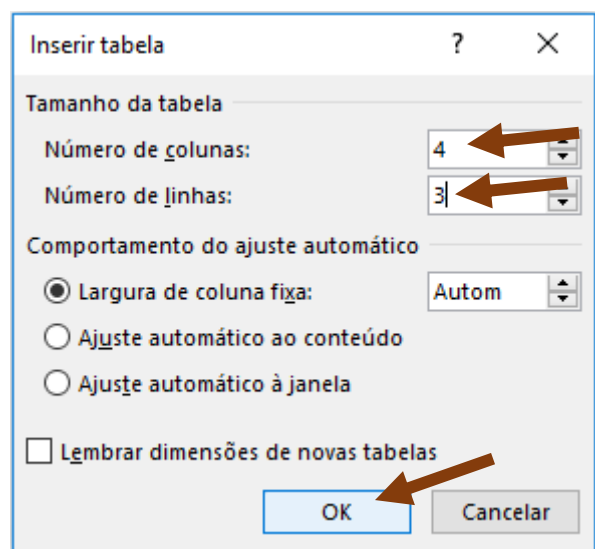 Inserir tabela ?
Tamanho da tabela
Número de colunas: 4
Número de linhas: 3
Comportamento do ajuste automático
Largura de coluna fixa: Autom
Ajuste automático ao conteúdo
Ajuste automático à janela
Lembrar dimensões de novas tabelas
OK Cancelar